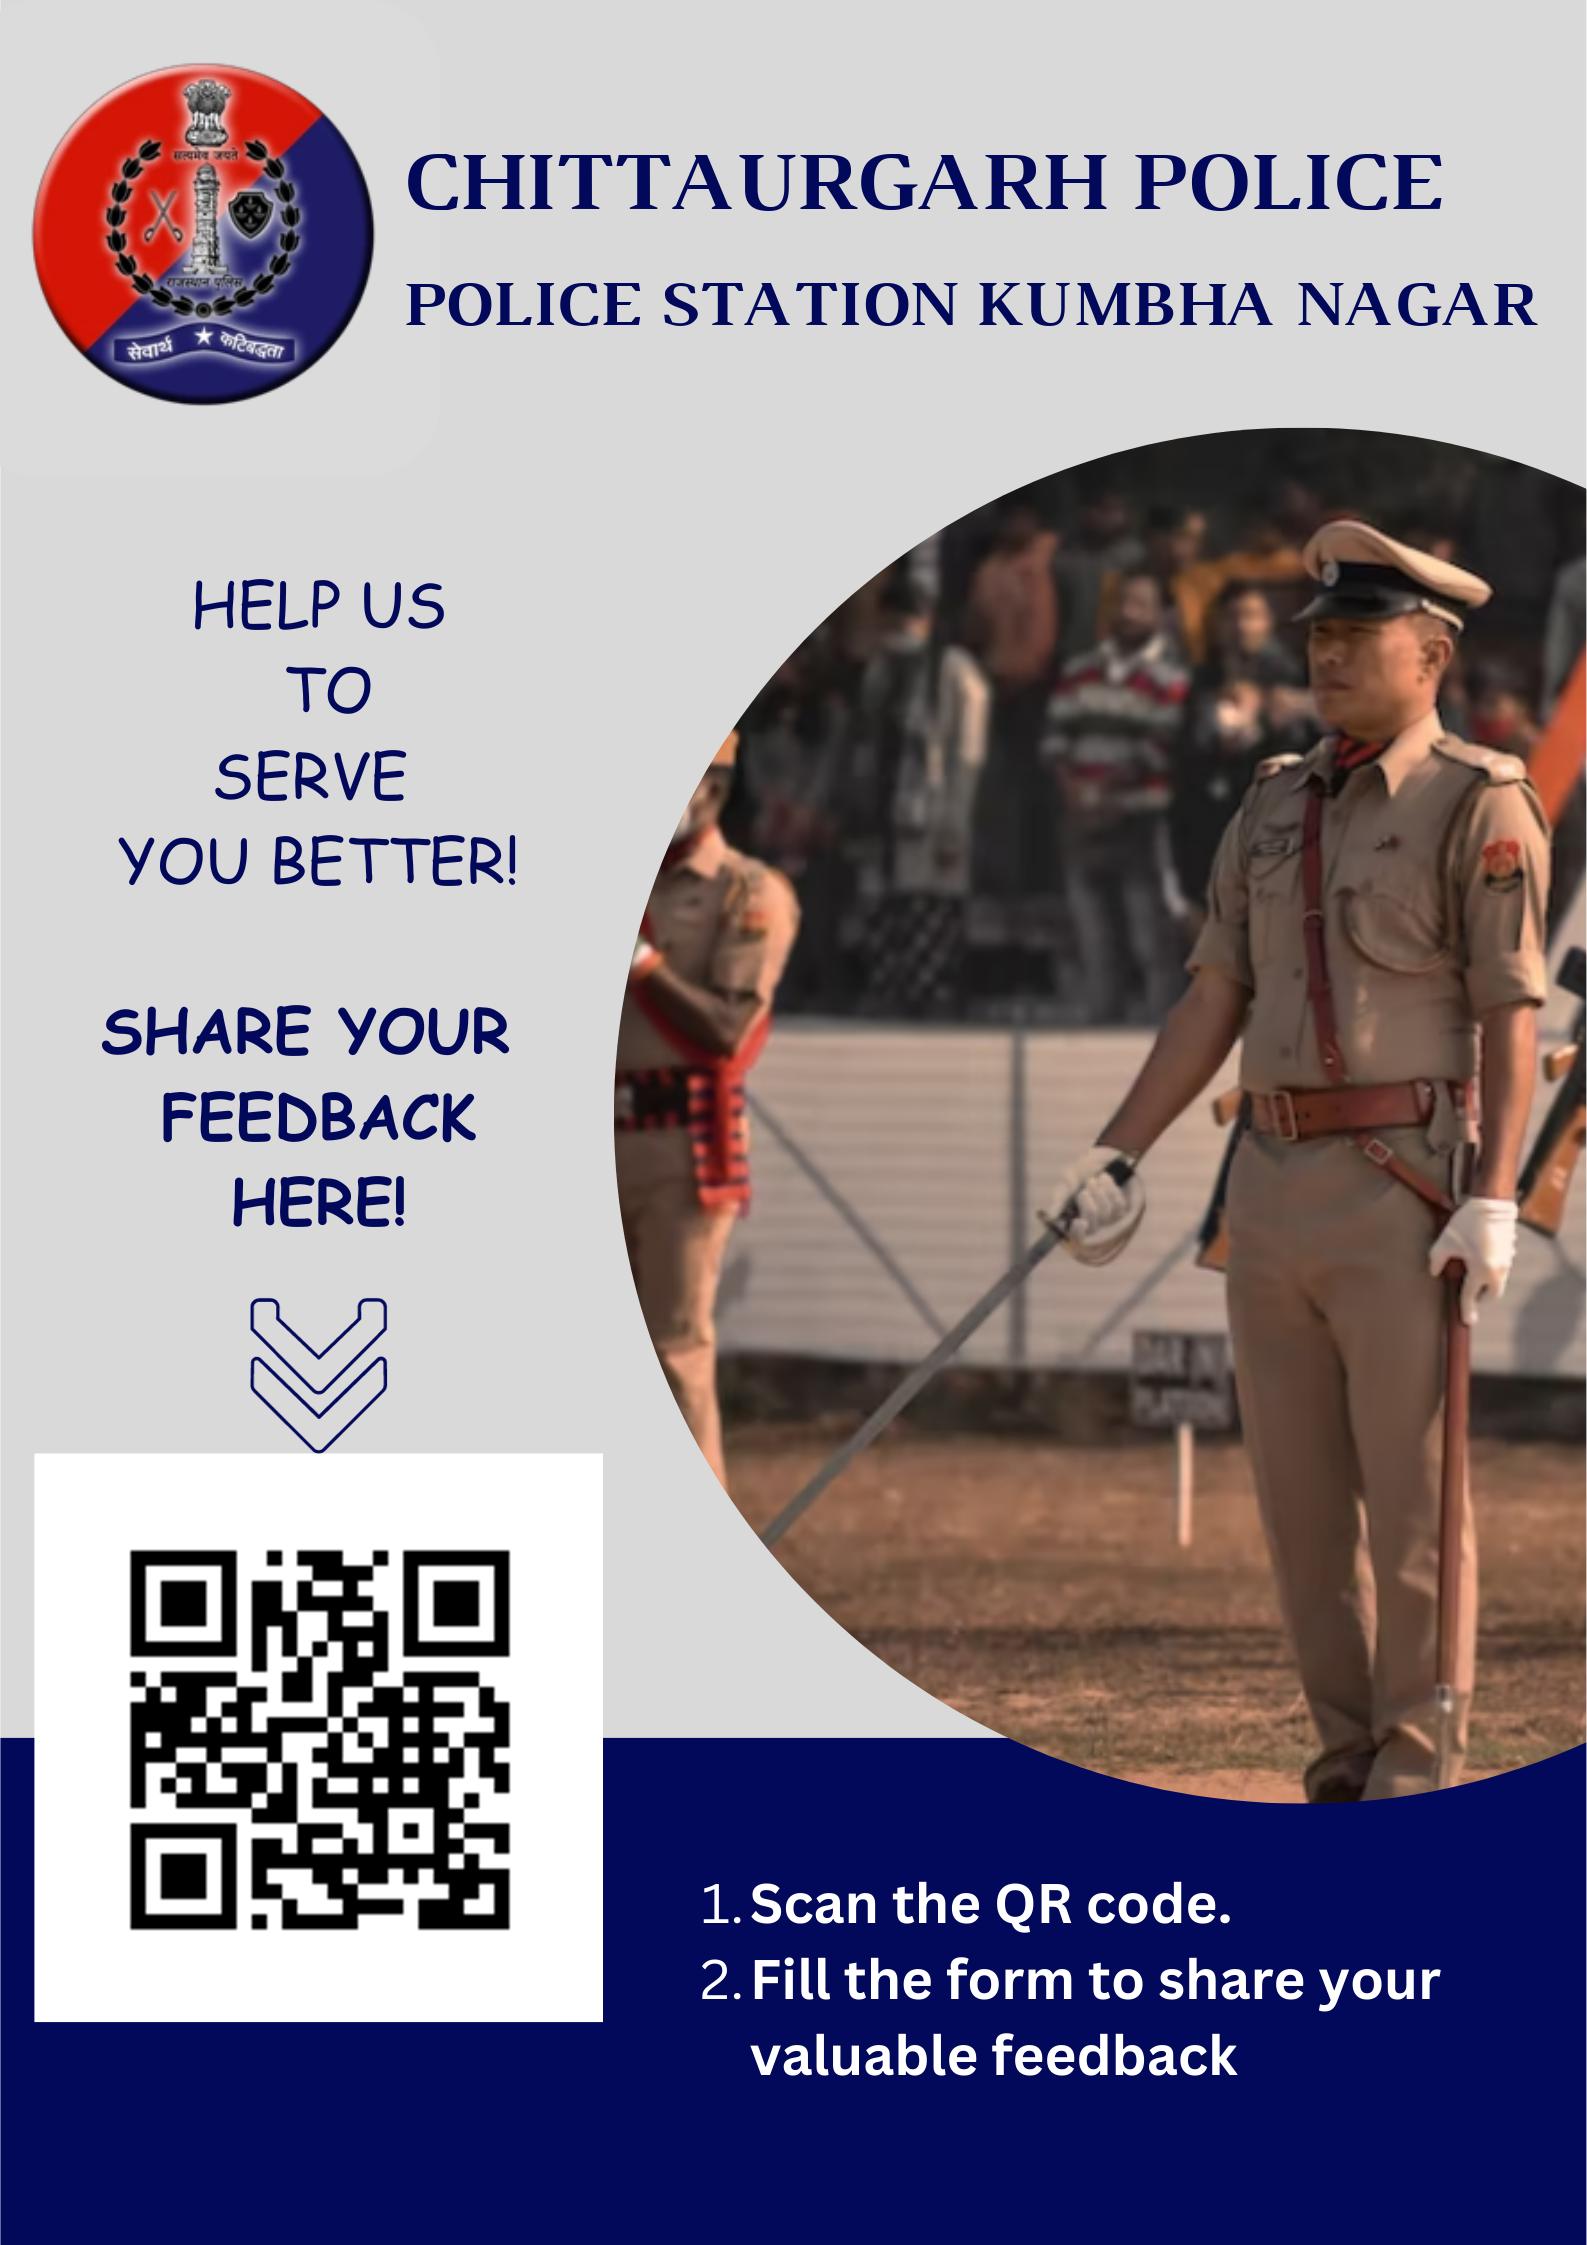 सत्यमेव जयते
राजस्थान पुलिस
सेवार्थ कटिबद्धता
CHITTAURGARH POLICE
POLICE STATION KUMBHA NAGAR
HELP US
TO
SERVE
YOU BETTER!
SHARE YOUR
FEEDBACK
HERE!
1. Scan the QR code.
2. Fill the form to share your
valuable feedback